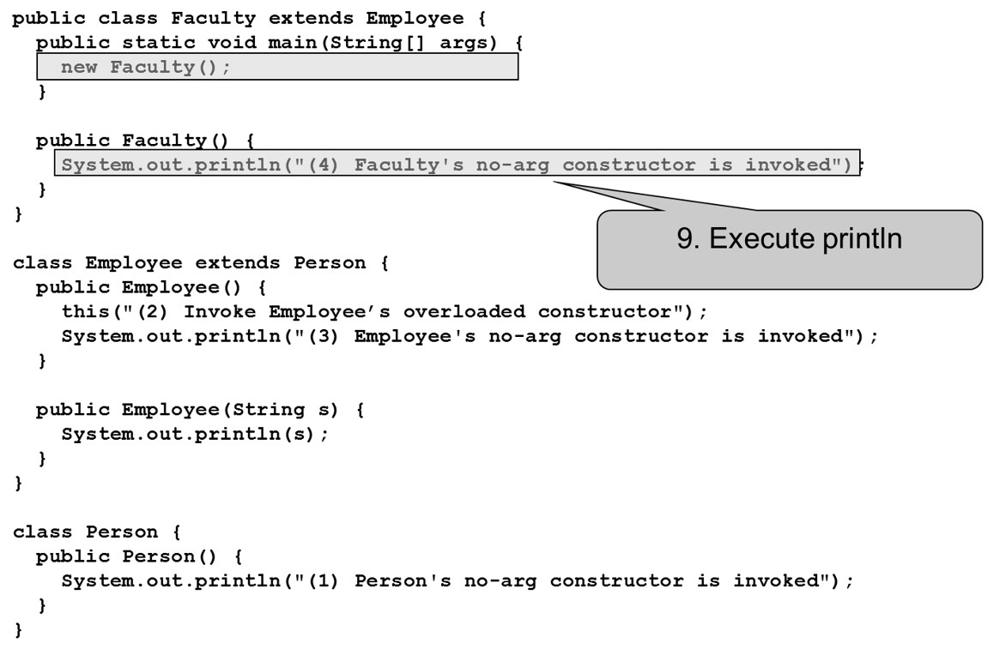 public class Faculty extends Employee {
public static void main(String[] args) {
new Faculty();
}
public Faculty() {
System.out.println("(4) Faculty's no-arg constructor is invoked");
}
}
9. Execute println
class Employee extends Person {
public Employee() {
this("(2) Invoke Employee’s overloaded constructor");
System.out.println("(3) Employee's no-arg constructor is invoked");
}
public Employee(String s) {
System.out.println(s);
}
}
class Person {
public Person() {
System.out.println("(1) Person's no-arg constructor is invoked");
}
}